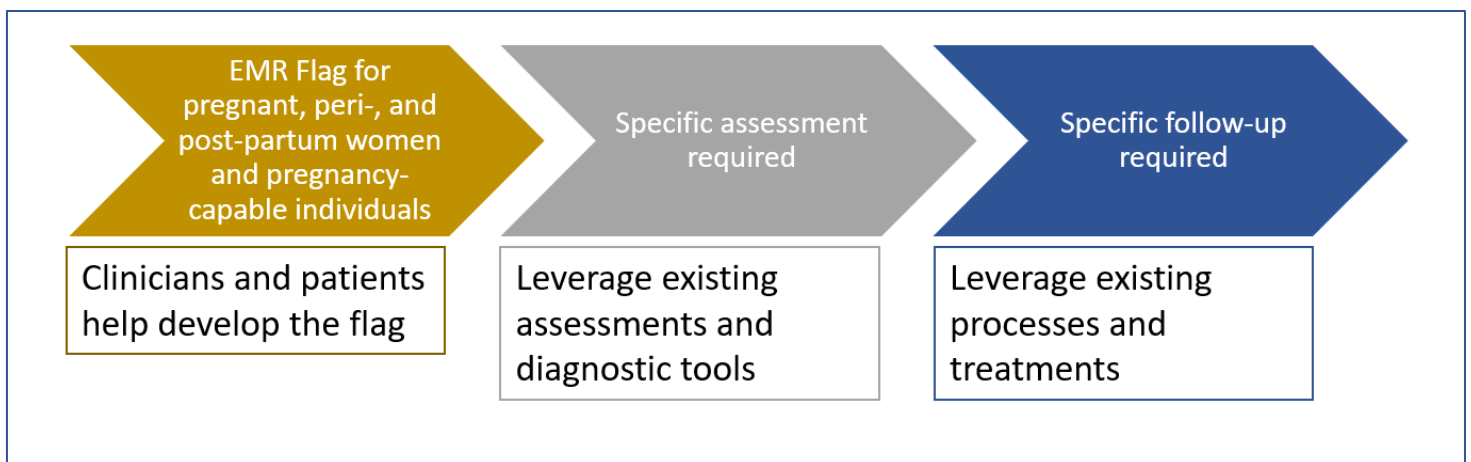 EMR Flag for
pregnant, peri-, and
post-partum women
and pregnancy-
capable individuals
Clinicians and patients
help develop the flag
Specific assessment
required
Leverage existing
assessments and
diagnostic tools
Specific follow-up
required
Leverage existing
processes and
treatments